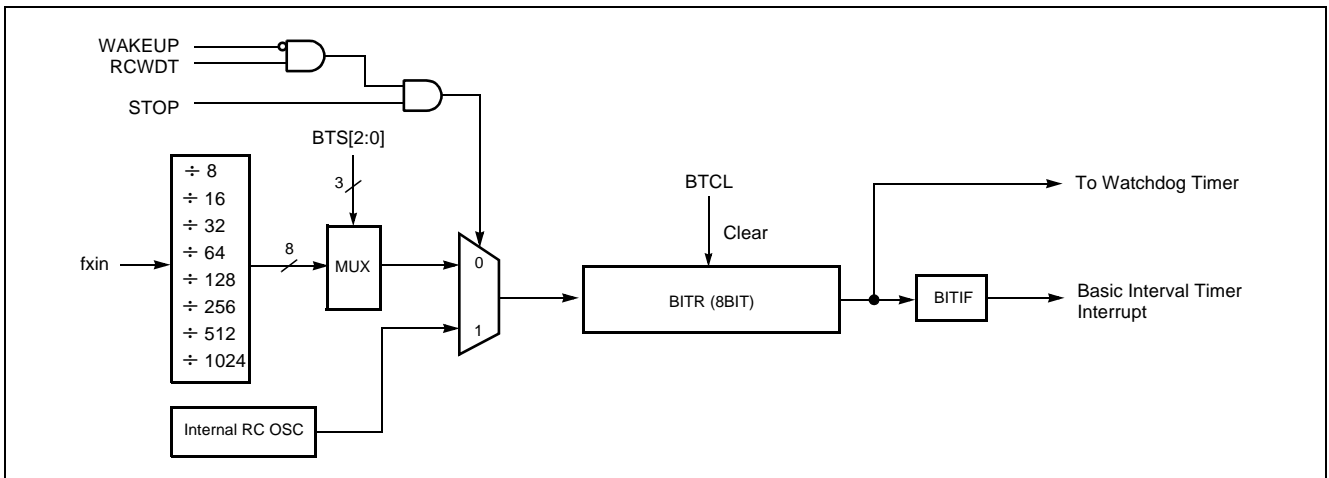 WAKEUP
RCWDT
STOP
BTS[2:0]
3
÷ 8
÷ 16
÷ 32
÷ 64
÷ 128
÷ 256
÷ 512
÷ 1024
fxin
8
MUX
0
1
Internal RC OSC
BTCL
Clear
BITR (8BIT)
To Watchdog Timer
BITIF
Basic Interval Timer
Interrupt